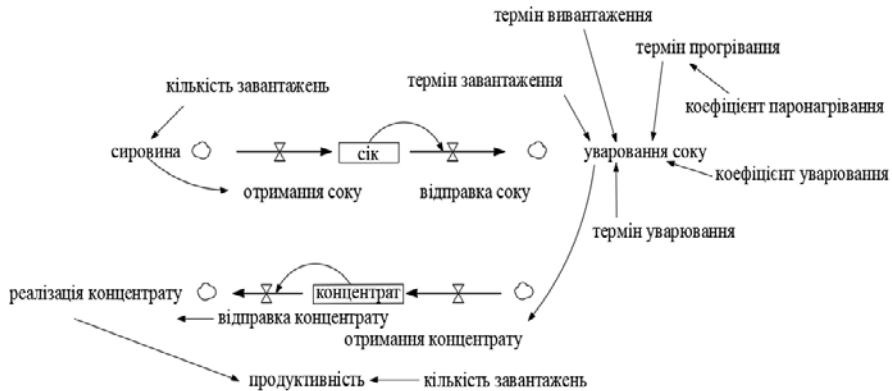 термін вивантаження
термін прогрівання
термін завантаження
кількість завантажень
коефіцієнт паронагрівання
сировина
сік
уваровання соку
коефіцієнт уварювання
отримання соку
відправка соку
термін уварювання
реалізація концентрату
концентрат
відправка концентрату
отримання концентрату
продуктивність
кількість завантажень